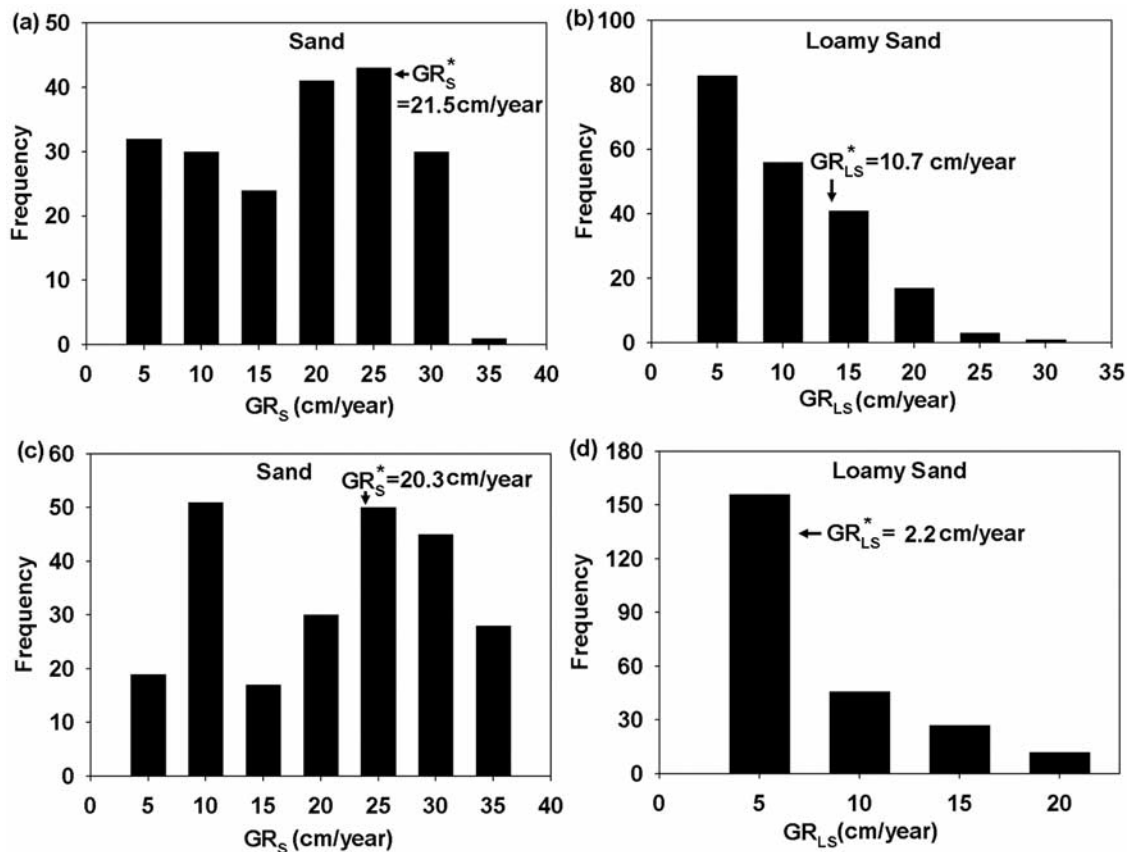 (a)
50
40
30
20
10
0
Frequency
Sand
GR*S
=21.5 cm/year
0 5 10 15 20 25 30 35 40
GRS (cm/year)
(b)
100
80
60
40
20
0
Frequency
Loamy Sand
GR*LS=10.7 cm/year
0 5 10 15 20 25 30 35
GRLS (cm/year)
(c)
60
50
40
30
20
10
0
Frequency
Sand
GR*S=20.3 cm/year
0 5 10 15 20 25 30 35 40
GRS (cm/year)
(d)
180
150
120
90
60
30
0
Frequency
Loamy Sand
GR*LS= 2.2 cm/year
0 5 10 15 20
GRLS(cm/year)